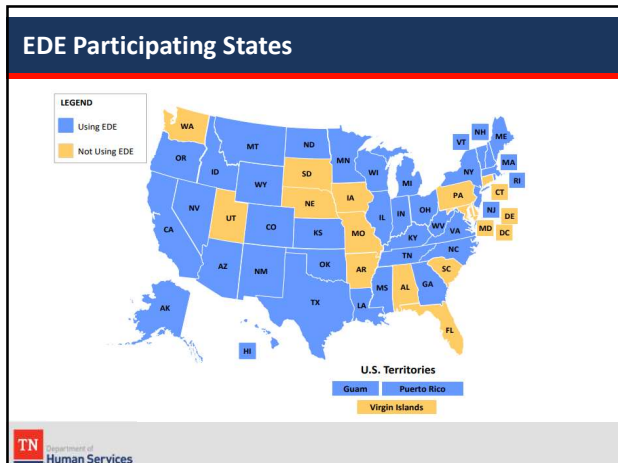 EDE Participating States
LEGEND
Using EDE
Not Using EDE
WA
MT
ND
MN
OR
ID
WY
SD
WI
MI
VT
NH
ME
NY
MA
RI
CT
NV
UT
CO
NE
IA
IL
IN
OH
PA
NJ
DE
MD
DC
CA
KS
MO
KY
WV
VA
AZ
NM
OK
AR
TN
NC
SC
TX
LA
MS
AL
GA
FL
AK
HI
U.S. Territories
Guam
Puerto Rico
Virgin Islands
TN
Department of
Human Services